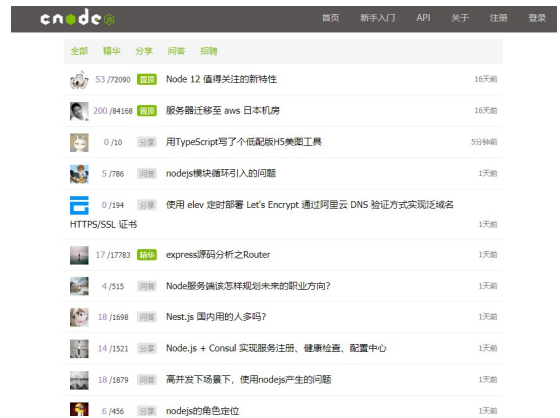 cnode js
首页 新手入门 API 关于 注册 登录
全部 精华 分享 问答 招聘
53 /72090 置顶 Node 12 值得关注的新特性 16天前
200 /84168 置顶 服务器迁移至 aws 日本机房 16天前
0 /10 分享 用TypeScript写了个低配版H5美图工具 5分钟前
5 /786 问答 nodejs模块循环引入的问题 1天前
0 /194 分享 使用 elev 定时部署 Let's Encrypt 通过阿里云 DNS 验证方式实现泛域名
HTTPS/SSL 证书 1天前
17 /17783 精华 express源码分析之Router 1天前
4 /515 问答 Node服务端该怎样规划未来的职业方向? 1天前
18 /1698 问答 Nest.js 国内用的人多吗? 1天前
14 /1521 分享 Node.js + Consul 实现服务注册、健康检查、配置中心 1天前
18 /1879 问答 高并发下场景下，使用nodejs产生的问题 1天前
6 /456 分享 nodejs的角色定位 1天前